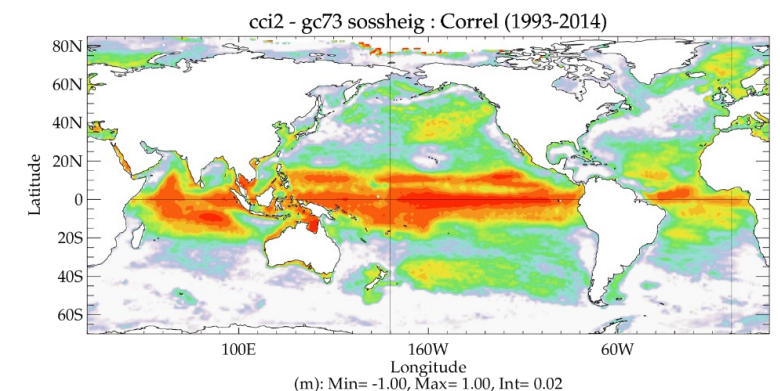 cci2 - gc73 sossheig : Correl (1993-2014)
80N
60N
40N
20N
0
20S
40S
60S
Latitude
100E 160W 60W
Longitude
(m): Min= -1.00, Max= 1.00, Int= 0.02